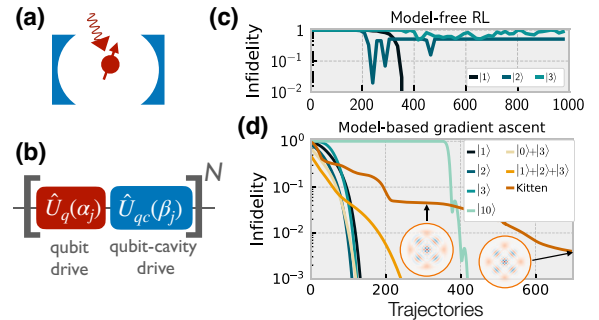 (a)
(b)
[Û_q(α_j) Û_qc(β_j)]^N
qubit drive
qubit-cavity drive
(c)
Model-free RL
Infidelity
1
0.1
10⁻²
|1⟩ |2⟩ |3⟩
0 200 400 600 800 1000
(d)
Model-based gradient ascent
Infidelity
10⁰
10⁻¹
10⁻²
10⁻³
|1⟩
|2⟩
|3⟩
|10⟩
|0⟩+|3⟩
|1⟩+|2⟩+|3⟩
Kitten
0 200 400 600
Trajectories